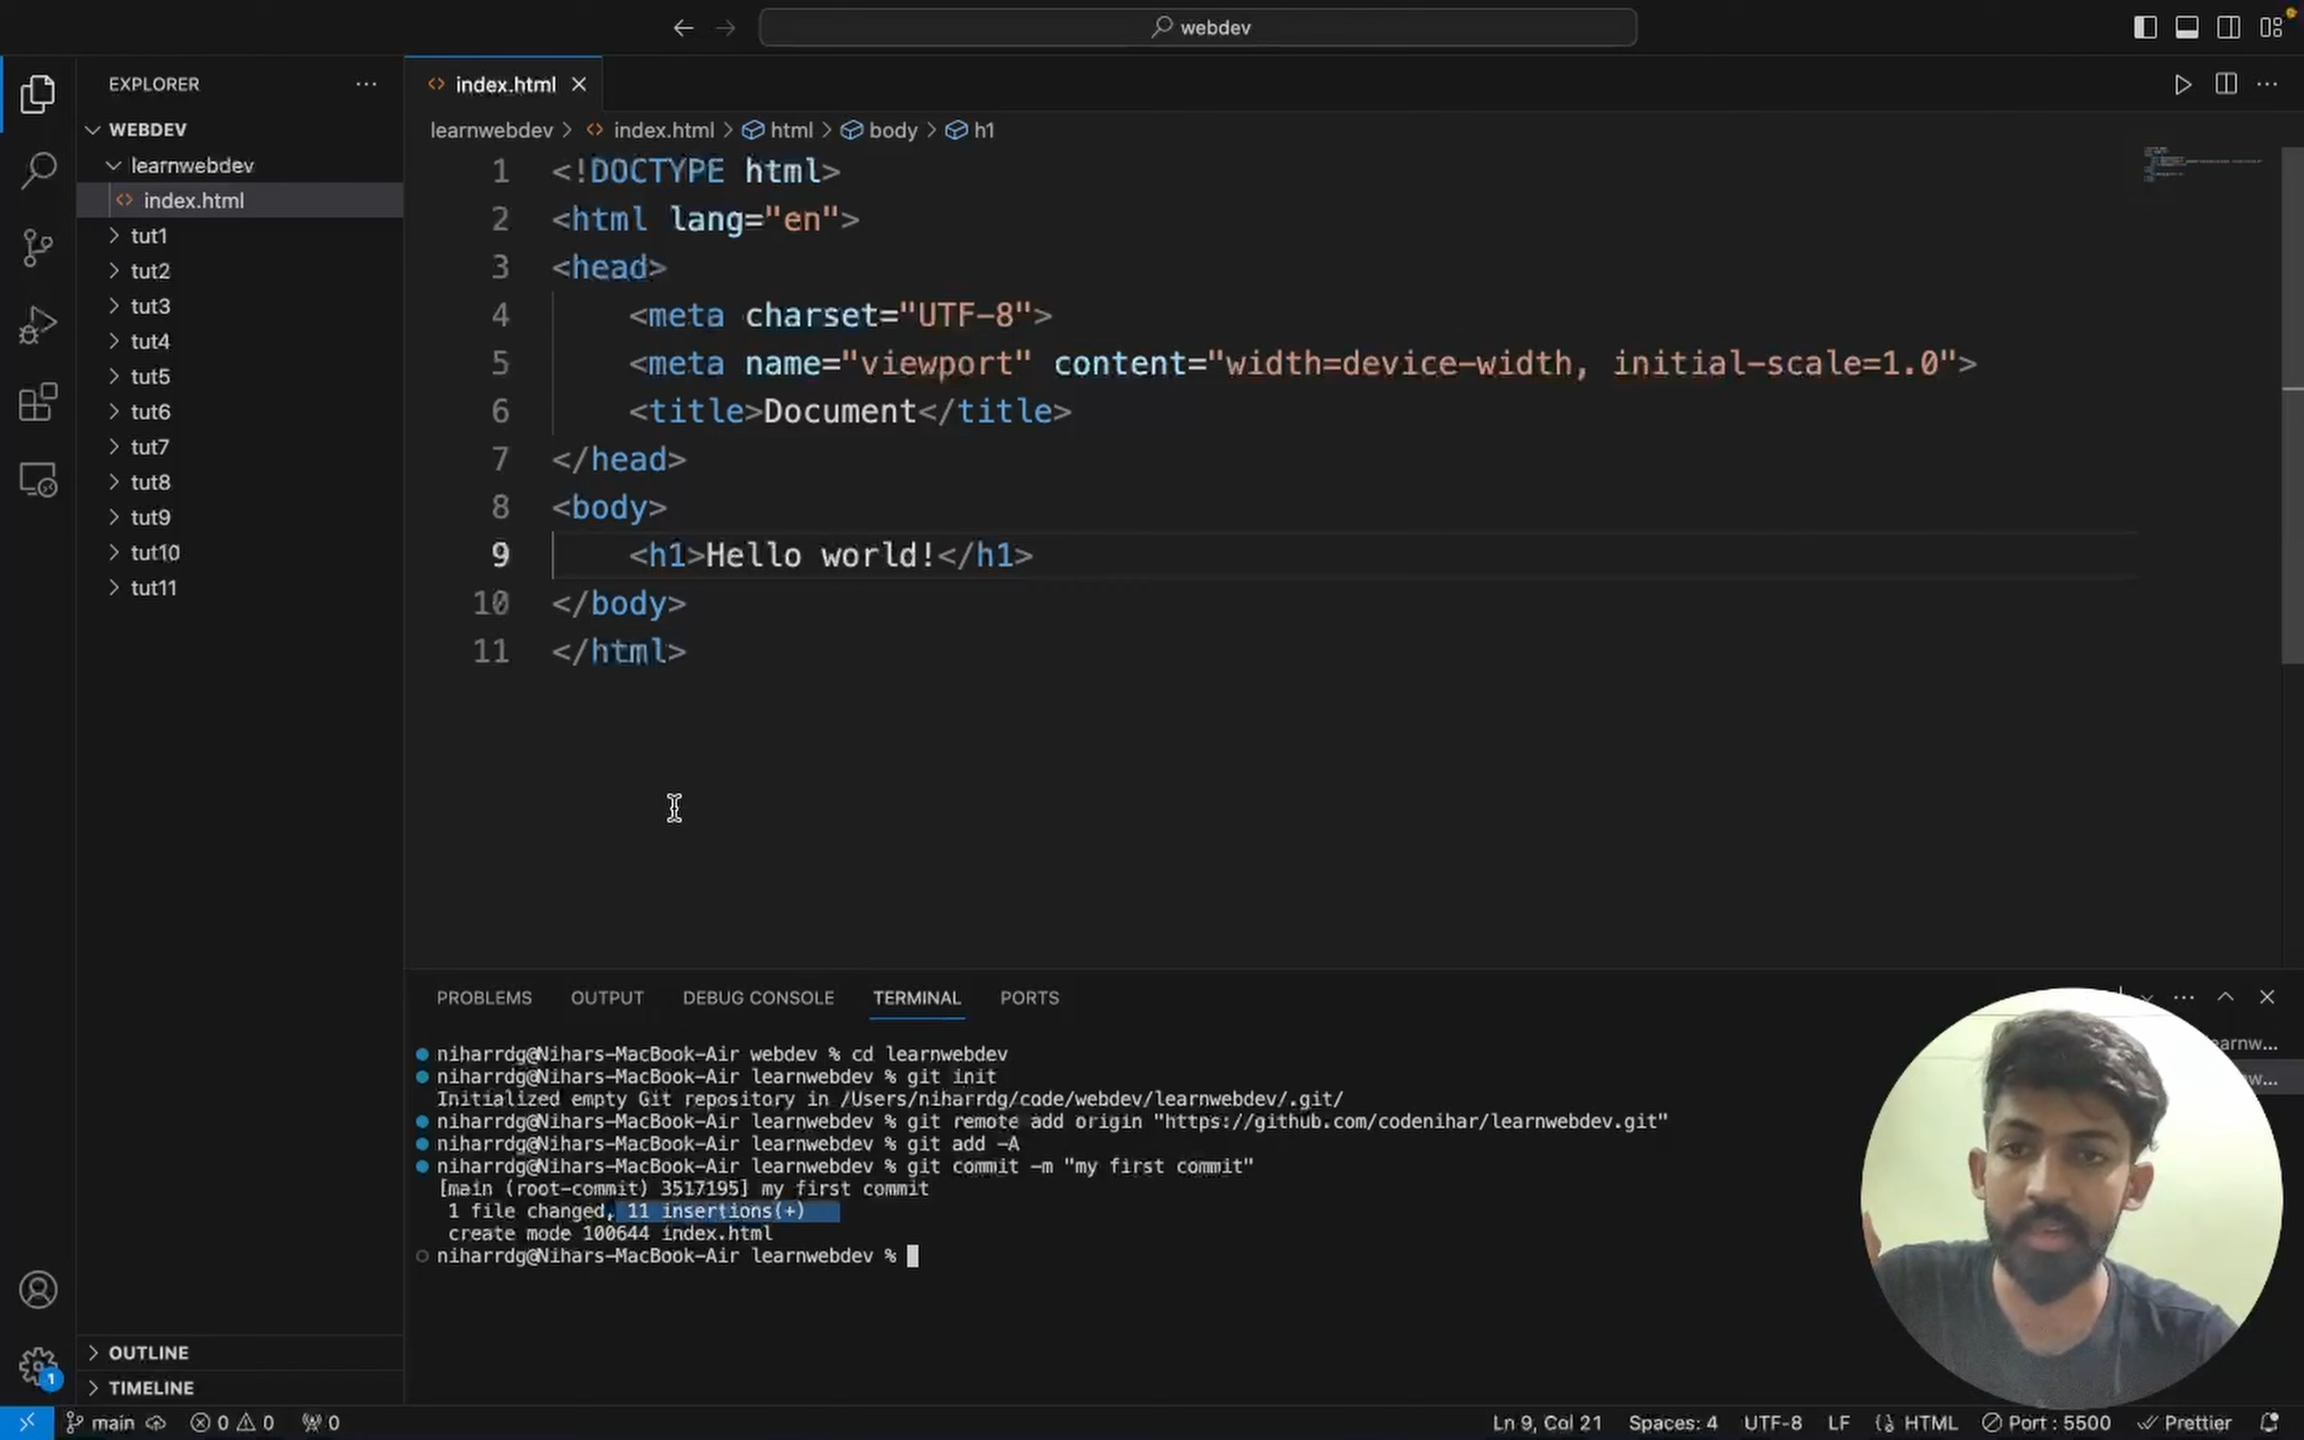 webdev
EXPLORER
index.html
WEBDEV
learnwebdev
index.html
tut1
tut2
tut3
tut4
tut5
tut6
tut7
tut8
tut9
tut10
tut11
OUTLINE
TIMELINE
learnwebdev > index.html > html > body > h1
1 <!DOCTYPE html>
2 <html lang="en">
3 <head>
4 <meta charset="UTF-8">
5 <meta name="viewport" content="width=device-width, initial-scale=1.0">
6 <title>Document</title>
7 </head>
8 <body>
9 <h1>Hello world!</h1>
10 </body>
11 </html>
PROBLEMS OUTPUT DEBUG CONSOLE TERMINAL PORTS
niharrdg@Nihars-MacBook-Air webdev % cd learnwebdev
niharrdg@Nihars-MacBook-Air learnwebdev % git init
Initialized empty Git repository in /Users/niharrdg/code/webdev/learnwebdev/.git/
niharrdg@Nihars-MacBook-Air learnwebdev % git remote add origin "https://github.com/codenihar/learnwebdev.git"
niharrdg@Nihars-MacBook-Air learnwebdev % git add -A
niharrdg@Nihars-MacBook-Air learnwebdev % git commit -m "my first commit"
[main (root-commit) 3517195] my first commit
1 file changed, 11 insertions(+)
create mode 100644 index.html
niharrdg@Nihars-MacBook-Air learnwebdev %
1
main 0 0 0 Ln 9, Col 21 Spaces: 4 UTF-8 LF HTML Port : 5500 Prettier